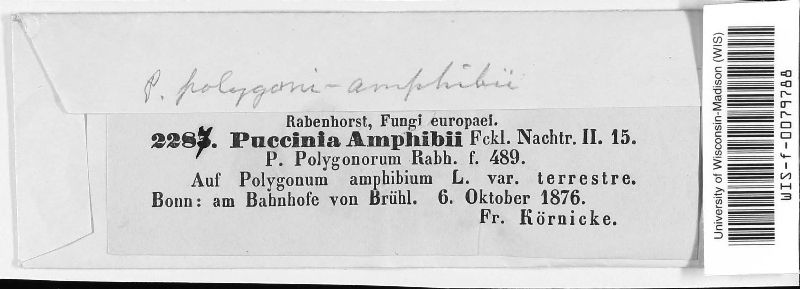 P. polygoni-amphibii
Rabenhorst, Fungi europaei.
2287. Puccinia Amphibii Fckl. Nachtr. II. 15.
P. Polygonorum Rabh. f. 489.
Auf Polygonum amphibium L. var. terrestre.
Bonn: am Bahnhofe von Brühl. 6. Oktober 1876.
Fr. Körnicke.
University of Wisconsin-Madison (WIS)
WIS-f-0079788